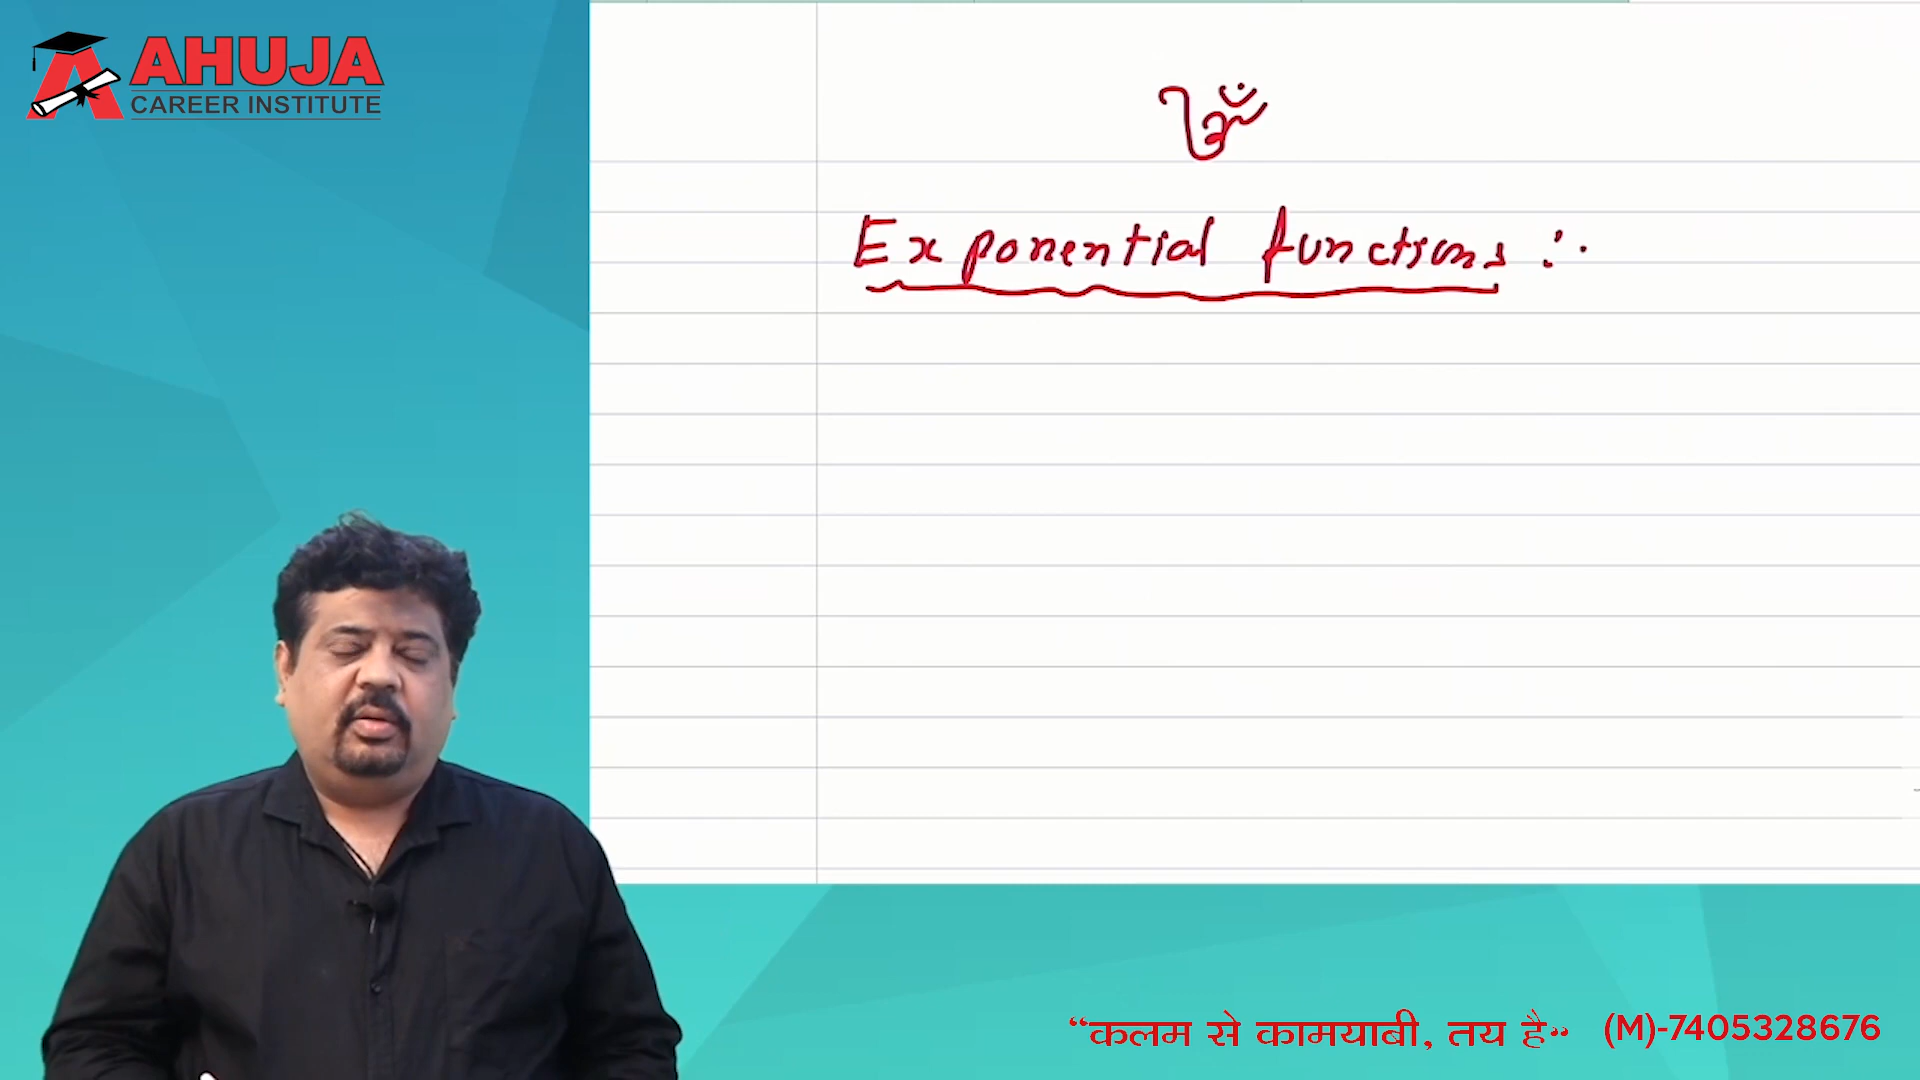 AHUJA
CAREER INSTITUTE
ॐ
Exponential functions :-
“कलम से कामयाबी, तय है” (M)-7405328676